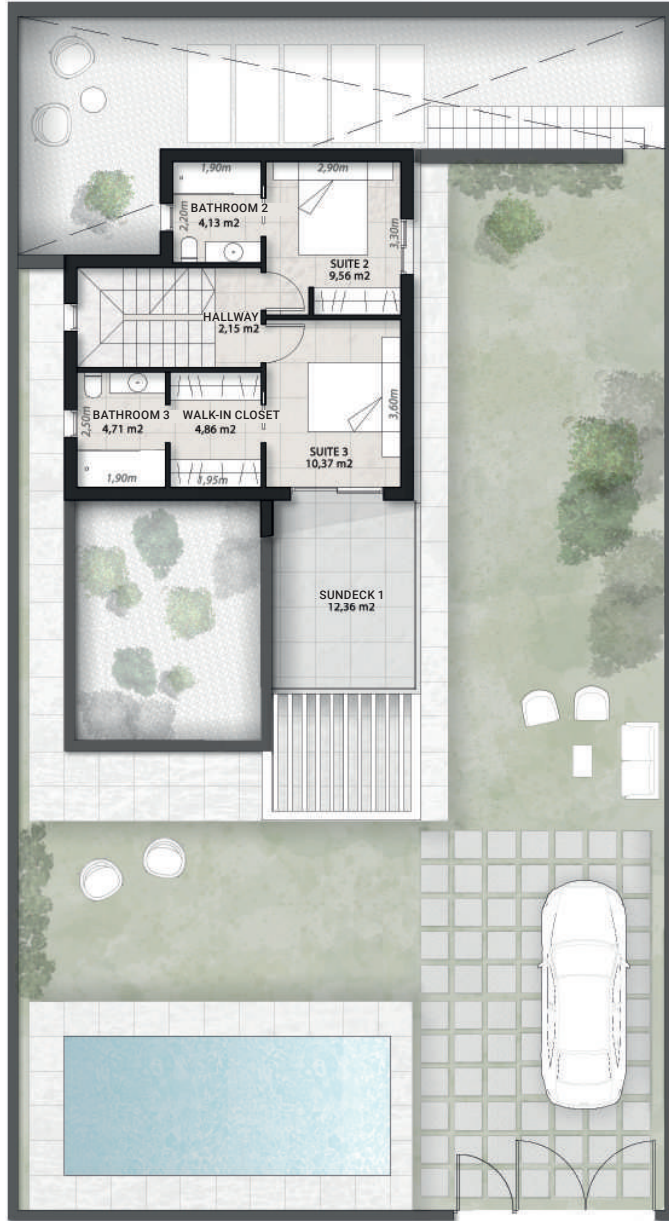 1,90m
2,90m
2,20m
BATHROOM 2
4,13 m2
3,30m
SUITE 2
9,56 m2
HALLWAY
2,15 m2
2,50m
BATHROOM 3
4,71 m2
WALK-IN CLOSET
4,86 m2
3,60m
SUITE 3
10,37 m2
1,90m
1,95m
SUNDECK 1
12,36 m2